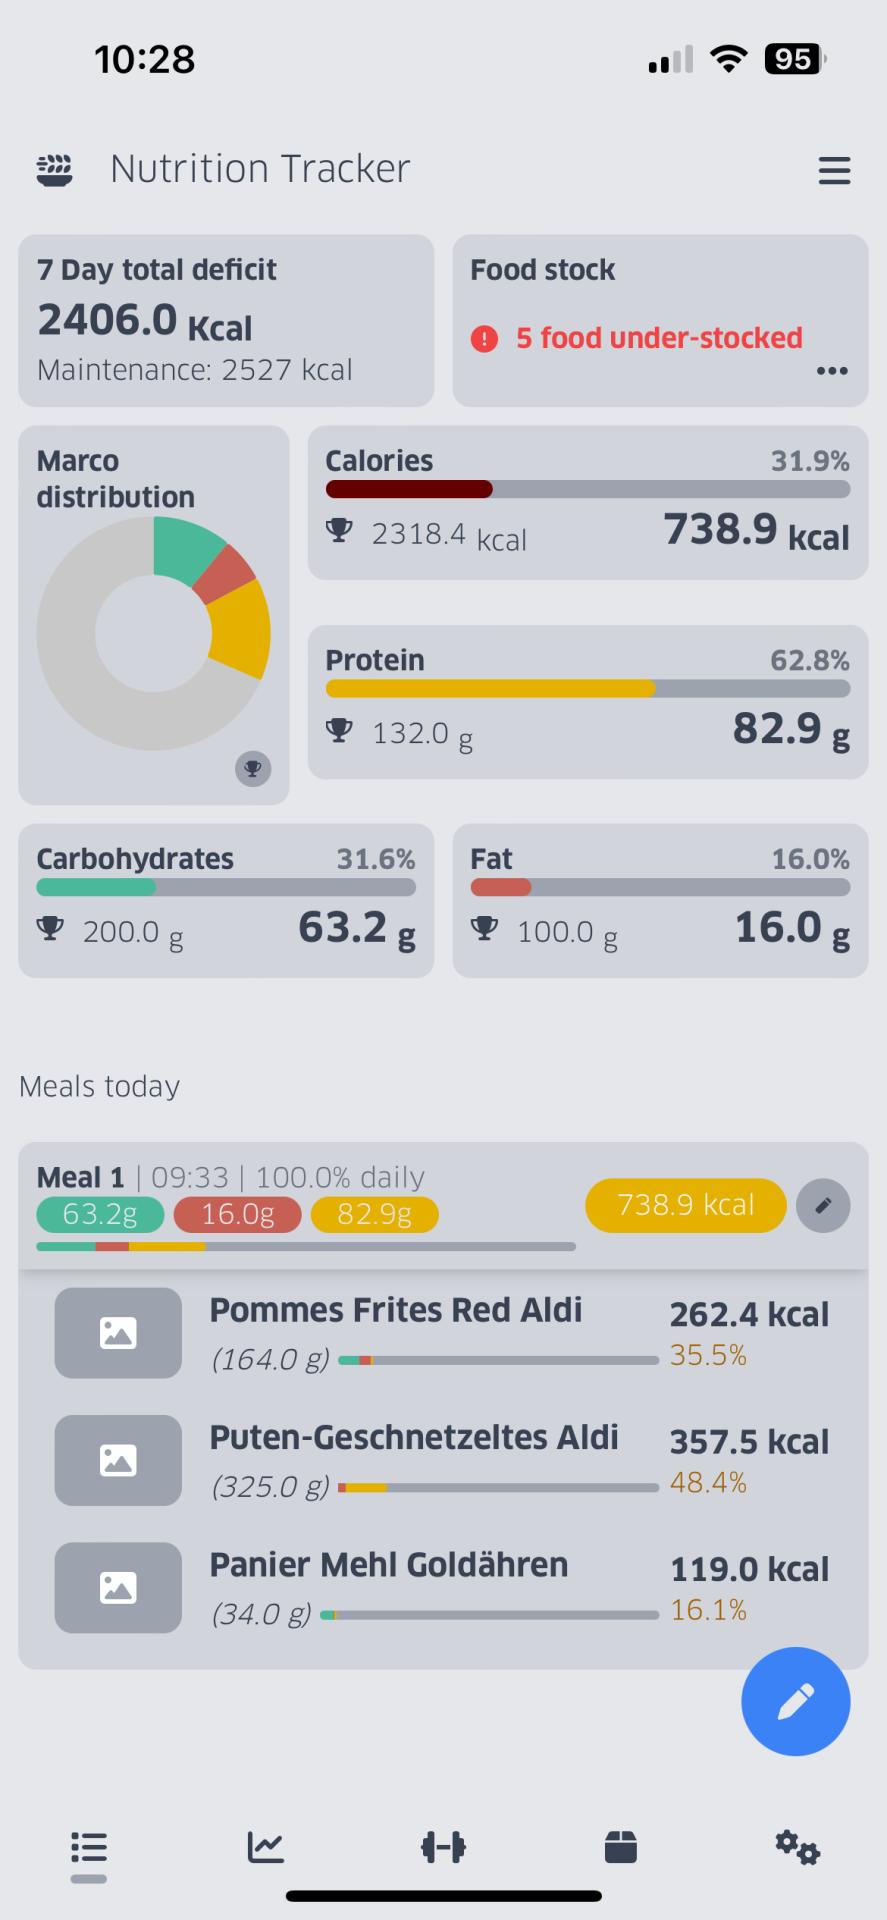 10:28
95
Nutrition Tracker
7 Day total deficit
2406.0 Kcal
Maintenance: 2527 kcal
Food stock
5 food under-stocked
Marco
distribution
Calories 31.9%
2318.4 kcal 738.9 kcal
Protein 62.8%
132.0 g 82.9 g
Carbohydrates 31.6%
200.0 g 63.2 g
Fat 16.0%
100.0 g 16.0 g
Meals today
Meal 1 | 09:33 | 100.0% daily
63.2g 16.0g 82.9g
738.9 kcal
Pommes Frites Red Aldi 262.4 kcal
(164.0 g) 35.5%
Puten-Geschnetzeltes Aldi 357.5 kcal
(325.0 g) 48.4%
Panier Mehl Goldähren 119.0 kcal
(34.0 g) 16.1%